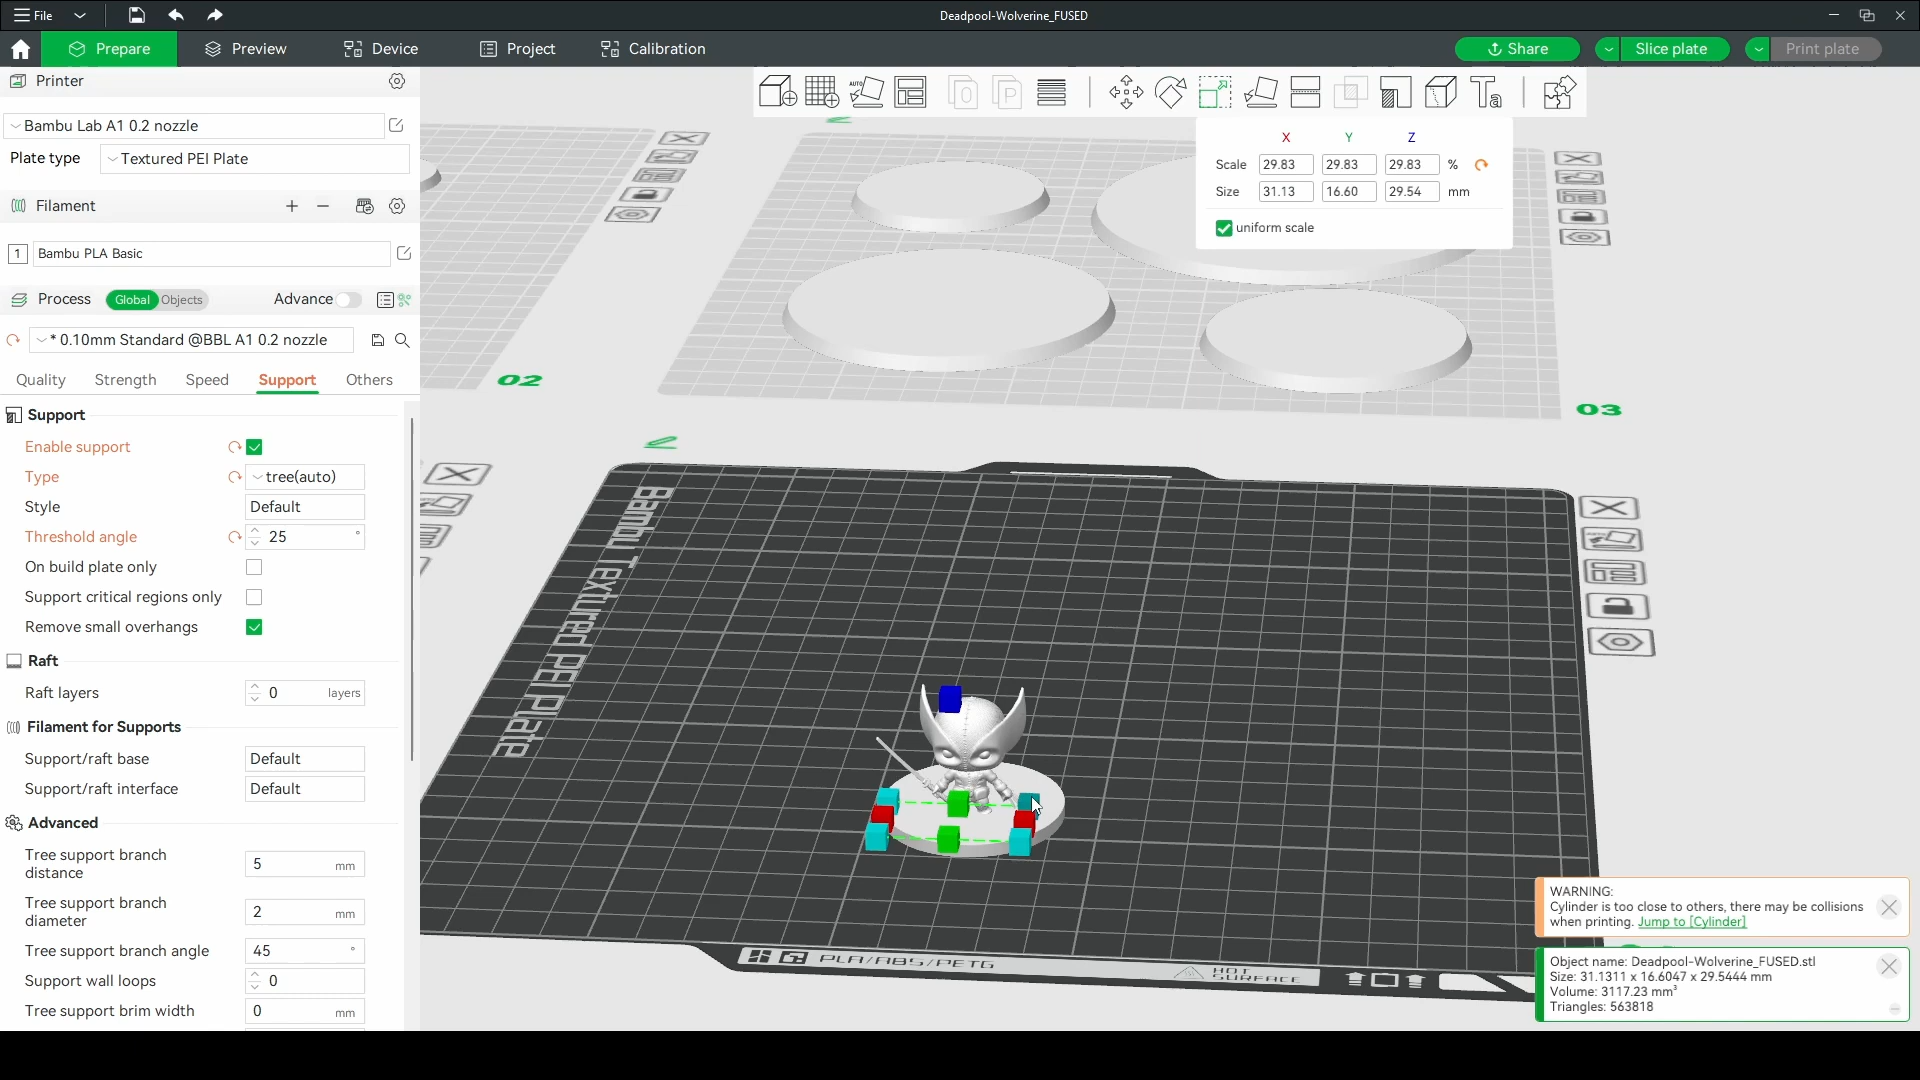 File
Deadpool-Wolverine_FUSED
Prepare
Preview
Device
Project
Calibration
Share
Slice plate
Print plate
Printer
Bambu Lab A1 0.2 nozzle
Plate type
Textured PEI Plate
Filament
1
Bambu PLA Basic
Process
Global
Objects
Advance
* 0.10mm Standard @BBL A1 0.2 nozzle
Quality
Strength
Speed
Support
Others
Support
Enable support
Type
tree(auto)
Style
Default
Threshold angle
25
°
On build plate only
Support critical regions only
Remove small overhangs
Raft
Raft layers
0
layers
Filament for Supports
Support/raft base
Default
Support/raft interface
Default
Advanced
Tree support branch
distance
5
mm
Tree support branch
diameter
2
mm
Tree support branch angle
45
°
Support wall loops
0
Tree support brim width
0
mm
AUTO
0
P
Ta
X
Y
Z
Scale
29.83
29.83
29.83
%
Size
31.13
16.60
29.54
mm
uniform scale
02
03
Bambu Textured PEI Plate
PLA/ABS/PETG
HOT
SURFACE
WARNING:
Cylinder is too close to others, there may be collisions
when printing. Jump to [Cylinder]
Object name: Deadpool-Wolverine_FUSED.stl
Size: 31.1311 x 16.6047 x 29.5444 mm
Volume: 3117.23 mm³
Triangles: 563818